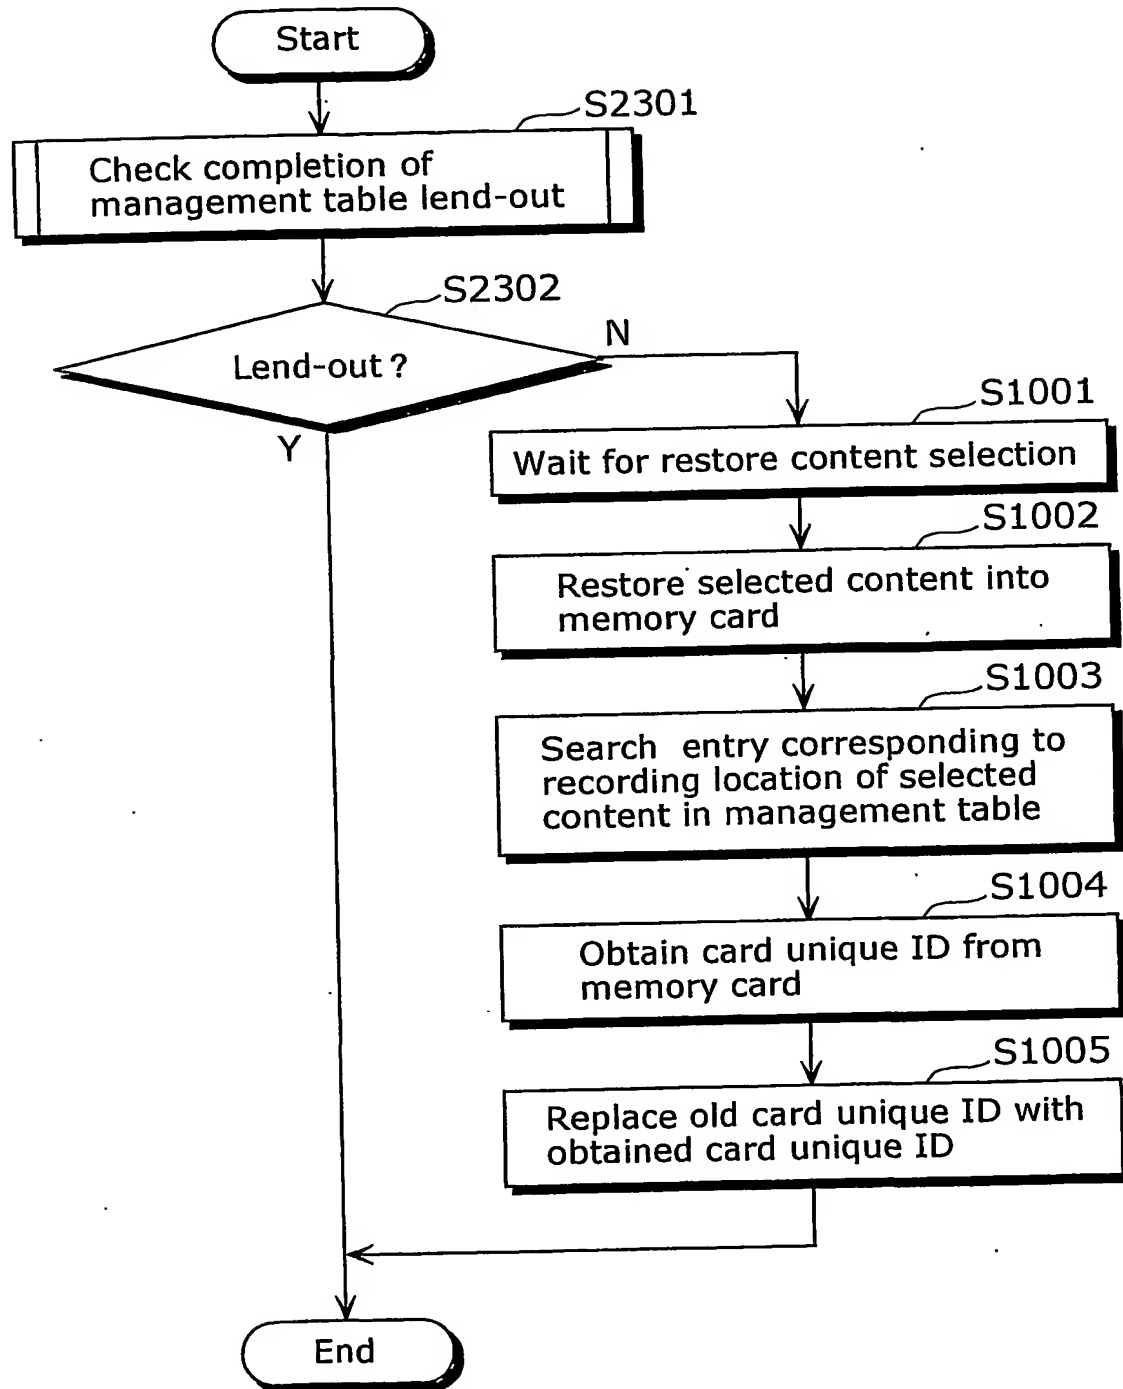 Start
S2301
Check completion of
management table lend-out
S2302
Lend-out ?
N
Y
S1001
Wait for restore content selection
S1002
Restore selected content into
memory card
S1003
Search entry corresponding to
recording location of selected
content in management table
S1004
Obtain card unique ID from
memory card
S1005
Replace old card unique ID with
obtained card unique ID
End